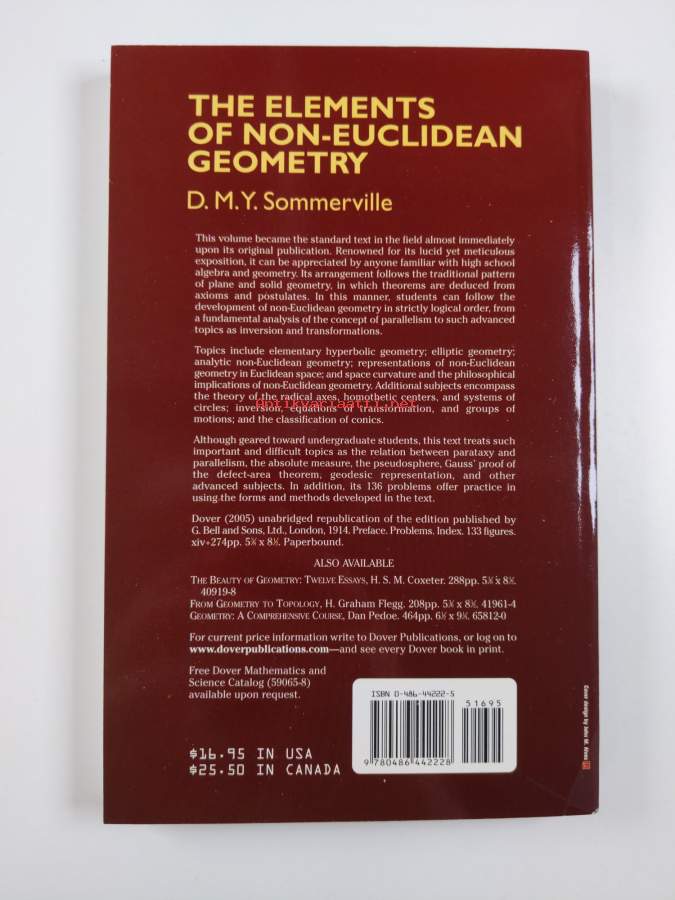 THE ELEMENTS
OF NON-EUCLIDEAN
GEOMETRY
D. M.Y. Sommerville
This volume became the standard text in the field almost immediately
upon its original publication. Renowned for its lucid yet meticulous
exposition, it can be appreciated by anyone familiar with high school
algebra and geometry. Its arrangement follows the traditional pattern
of plane and solid geometry, in which theorems are deduced from
axioms and postulates. In this manner, students can follow the
development of non-Euclidean geometry in strictly logical order, from
a fundamental analysis of the concept of parallelism to such advanced
topics as inversion and transformations.
Topics include elementary hyperbolic geometry; elliptic geometry;
analytic non-Euclidean geometry; representations of non-Euclidean
geometry in Euclidean space; and space curvature and the philosophical
implications of non-Euclidean geometry. Additional subjects encompass
the theory of the radical axes, homothetic centers, and systems of
circles; inversion, equations of transformation, and groups of
motions; and the classification of conics.
Antikvariaatti.net
Although geared toward undergraduate students, this text treats such
important and difficult topics as the relation between parataxy and
parallelism, the absolute measure, the pseudosphere, Gauss' proof of
the defect-area theorem, geodesic representation, and other
advanced subjects. In addition, its 136 problems offer practice in
using the forms and methods developed in the text.
Dover (2005) unabridged republication of the edition published by
G. Bell and Sons, Ltd., London, 1914. Preface. Problems. Index. 133 figures.
xiv+274pp. 5⅜ x 8½. Paperbound.
ALSO AVAILABLE
THE BEAUTY OF GEOMETRY: TWELVE ESSAYS, H. S. M. Coxeter. 288pp. 5⅜ x 8½.
40919-8
FROM GEOMETRY TO TOPOLOGY, H. Graham Flegg. 208pp. 5⅜ x 8½. 41961-4
GEOMETRY: A COMPREHENSIVE COURSE, Dan Pedoe. 464pp. 6½ x 9¼. 65812-0
For current price information write to Dover Publications, or log on to
www.doverpublications.com—and see every Dover book in print.
Free Dover Mathematics and
Science Catalog (59065-8)
available upon request.
ISBN 0-486-44222-5
51695
9 780486 442228
$16.95 IN USA
$25.50 IN CANADA
Cover design by John M.